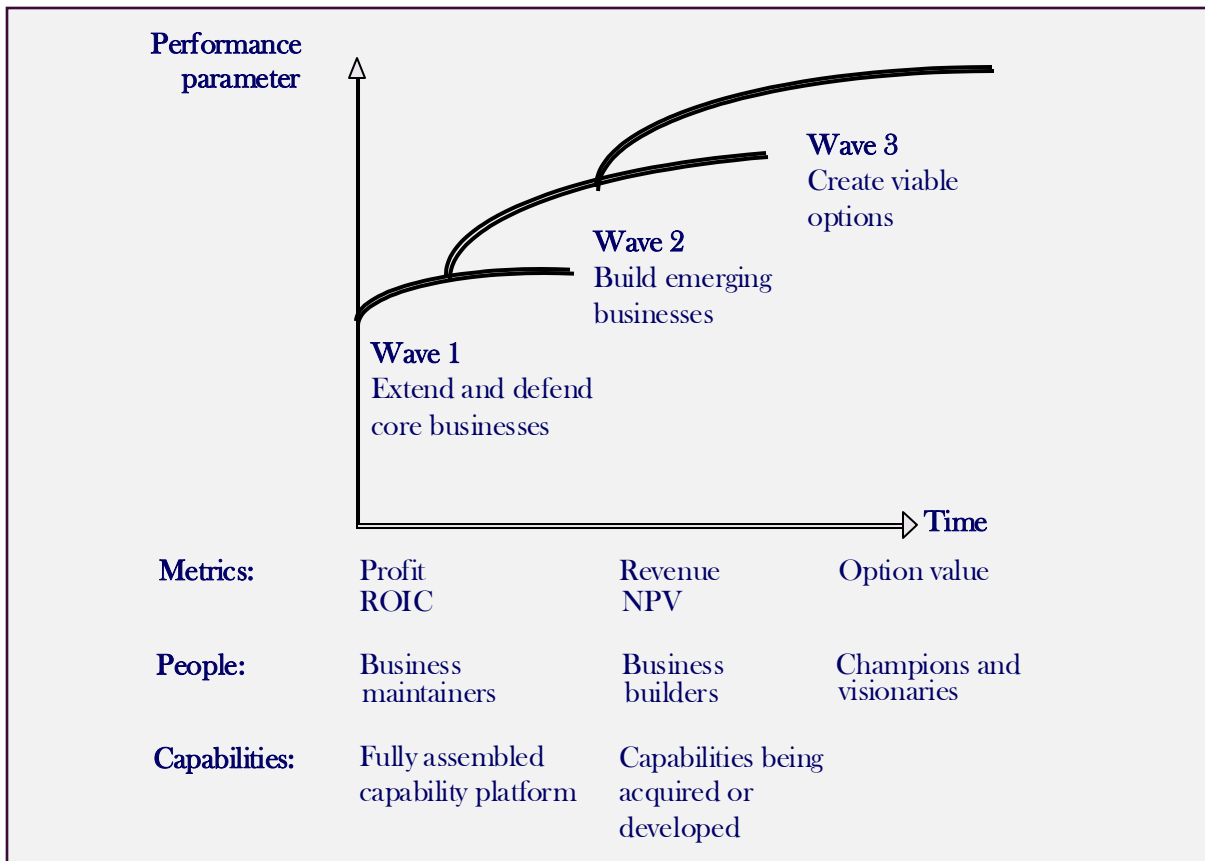 Performance
parameter
Wave 3
Create viable
options
Wave 2
Build emerging
businesses
Wave 1
Extend and defend
core businesses
Time
Metrics: Profit Revenue Option value
ROIC NPV
People: Business Business Champions and
maintainers builders visionaries
Capabilities: Fully assembled Capabilities being
capability platform acquired or
developed